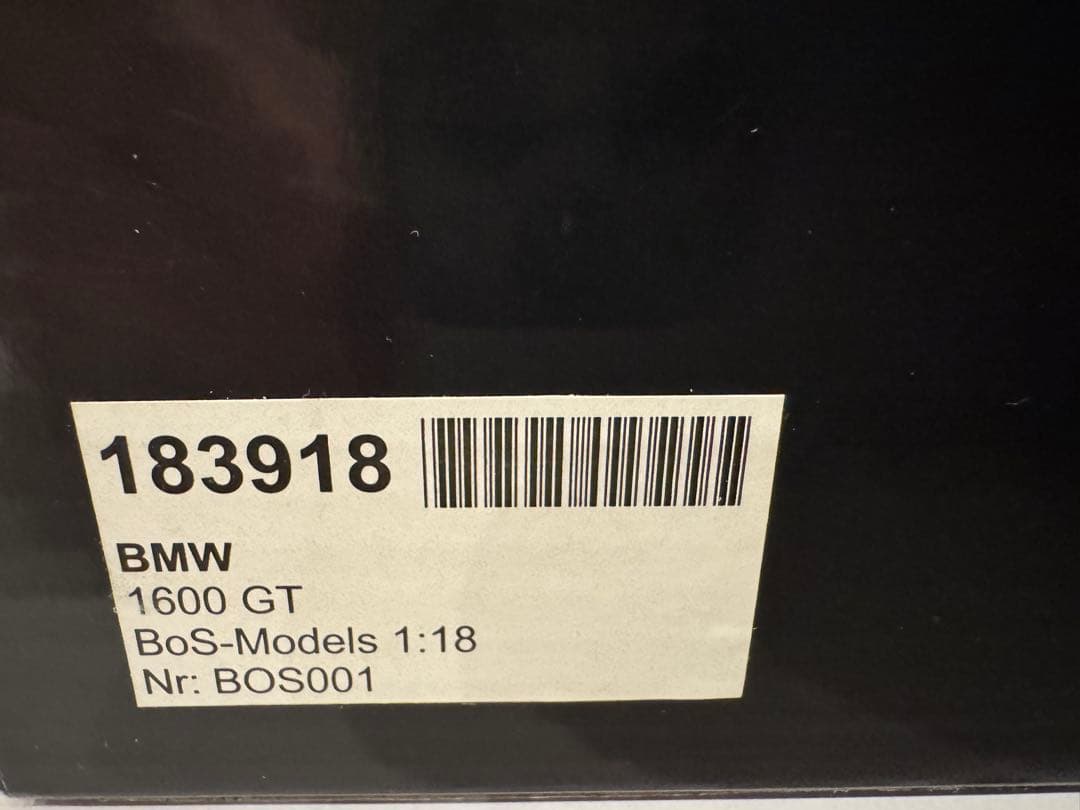 183918
BMW
1600 GT
BoS-Models 1:18
Nr: BOS001